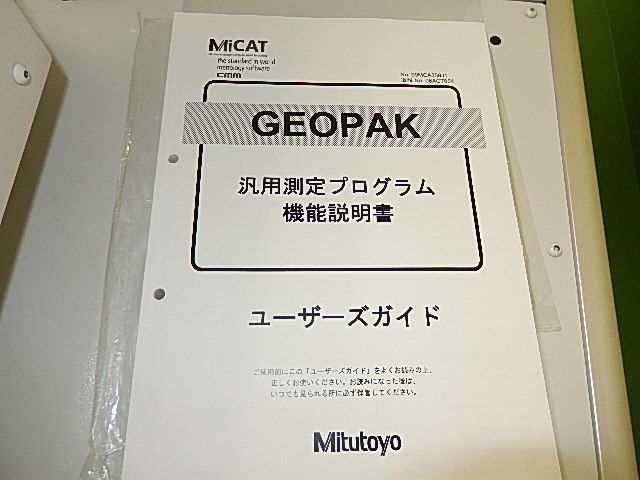 MiCAT
the standard in world
metrology software
cmm
GEOPAK
汎用測定プログラム
機能説明書
ユーザーズガイド
ご使用前にこの「ユーザーズガイド」をよくお読みの上、
正しくお使いください。お読みになった後は、
いつでも見られる所に必ず保管してください。
Mitutoyo